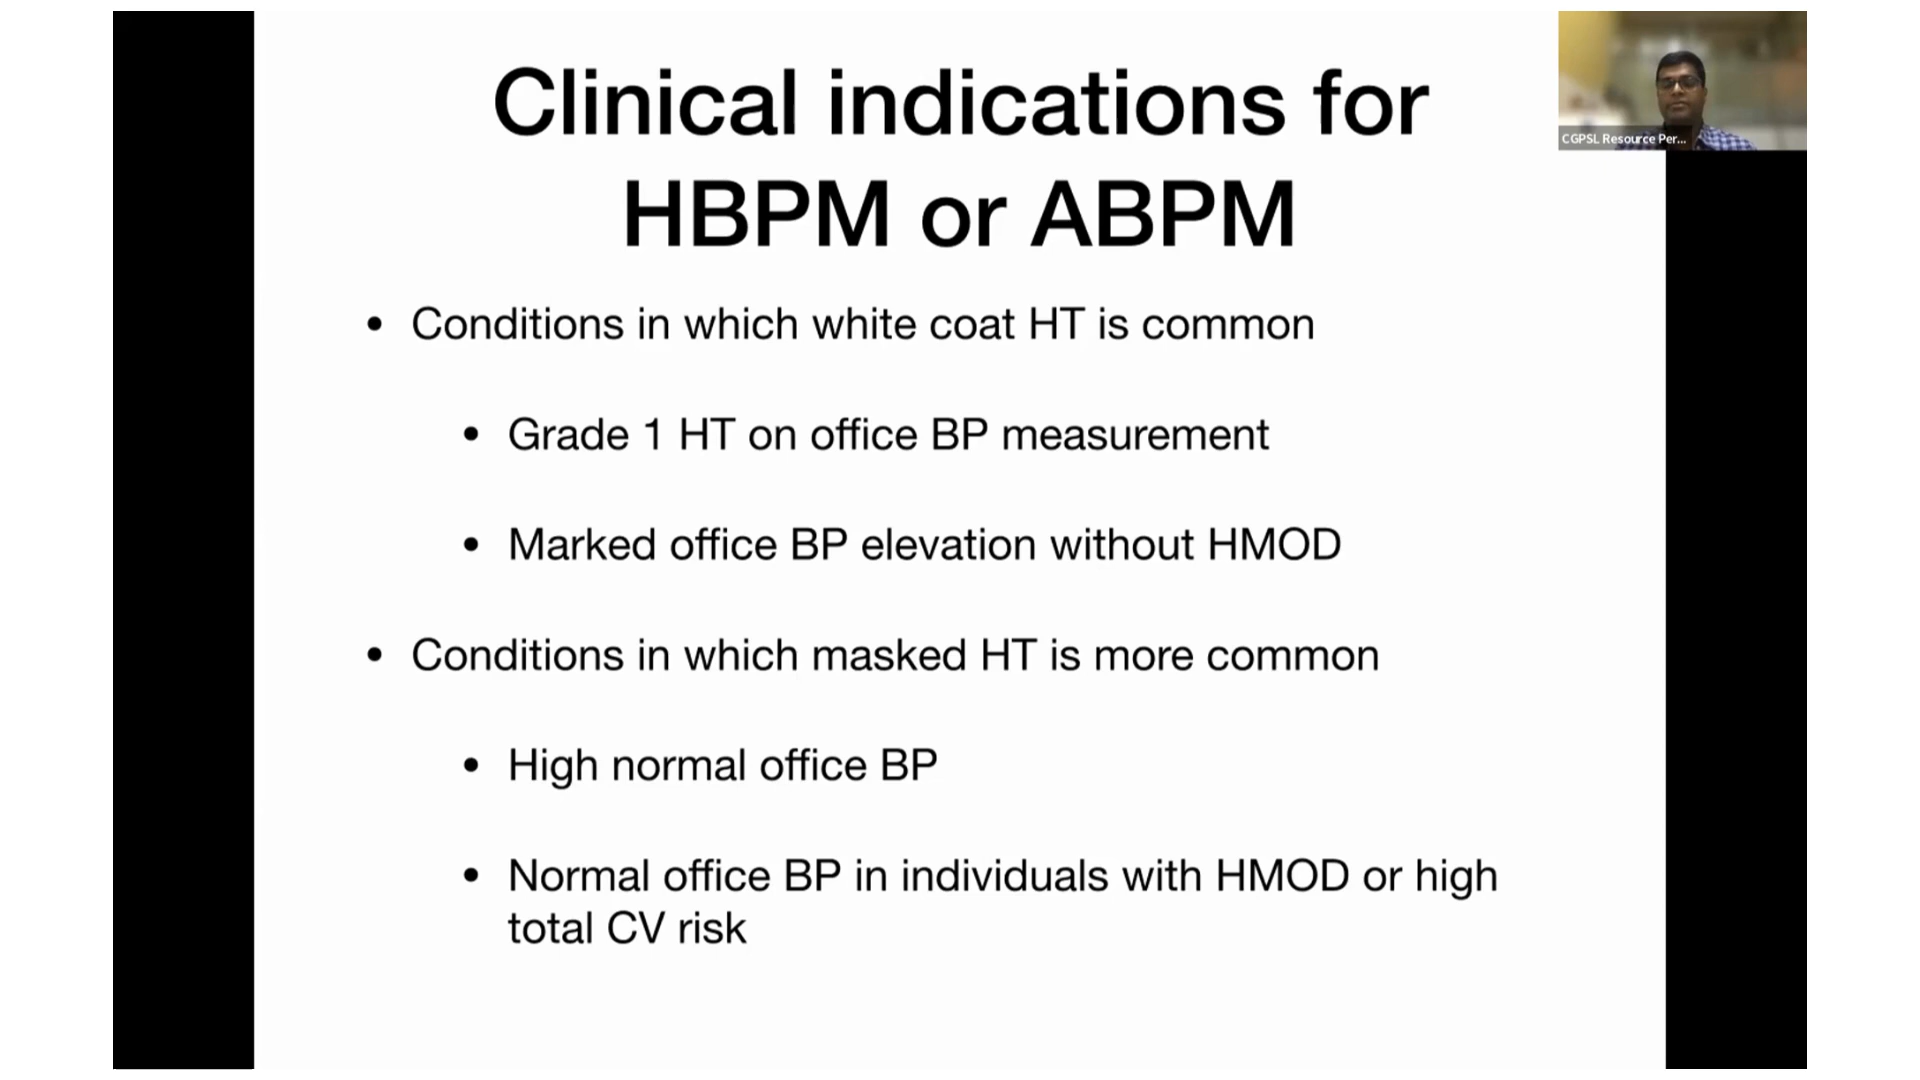 Clinical indications for
HBPM or ABPM
CGPSL Resource Per...
• Conditions in which white coat HT is common
• Grade 1 HT on office BP measurement
• Marked office BP elevation without HMOD
• Conditions in which masked HT is more common
• High normal office BP
• Normal office BP in individuals with HMOD or high
total CV risk